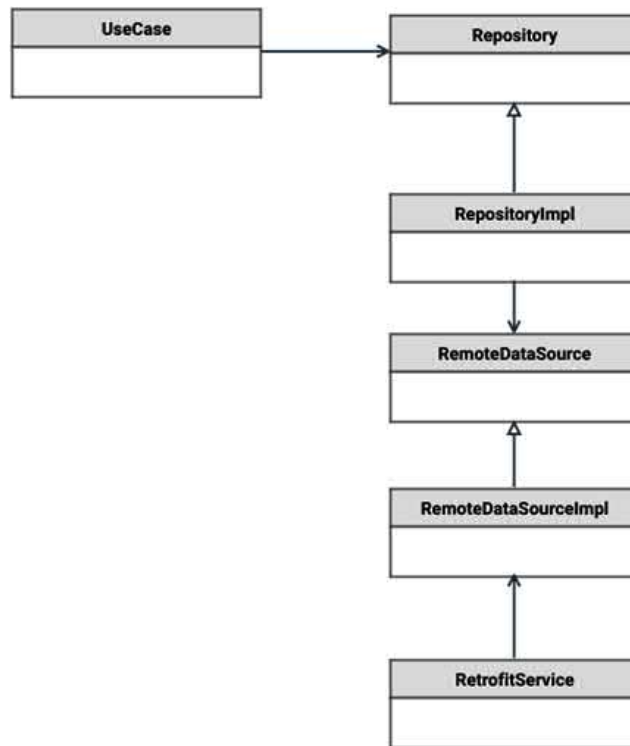 UseCase
Repository
RepositoryImpl
RemoteDataSource
RemoteDataSourceImpl
RetrofitService